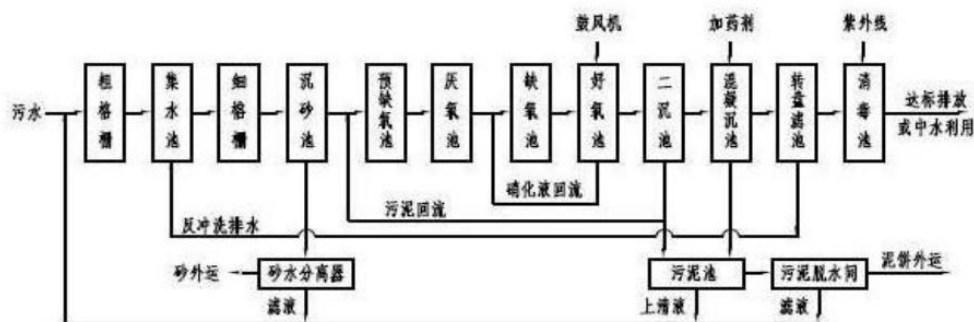 鼓风机
加药剂
紫外线
污水
粗格栅
集水池
细格栅
沉砂池
预缺氧池
厌氧池
缺氧池
好氧池
二沉池
混凝沉池
转盘滤池
消毒池
达标排放
或中水利用
硝化液回流
污泥回流
反冲洗排水
砂外运
砂水分离器
污泥池
污泥脱水间
泥饼外运
滤液
上清液
滤液